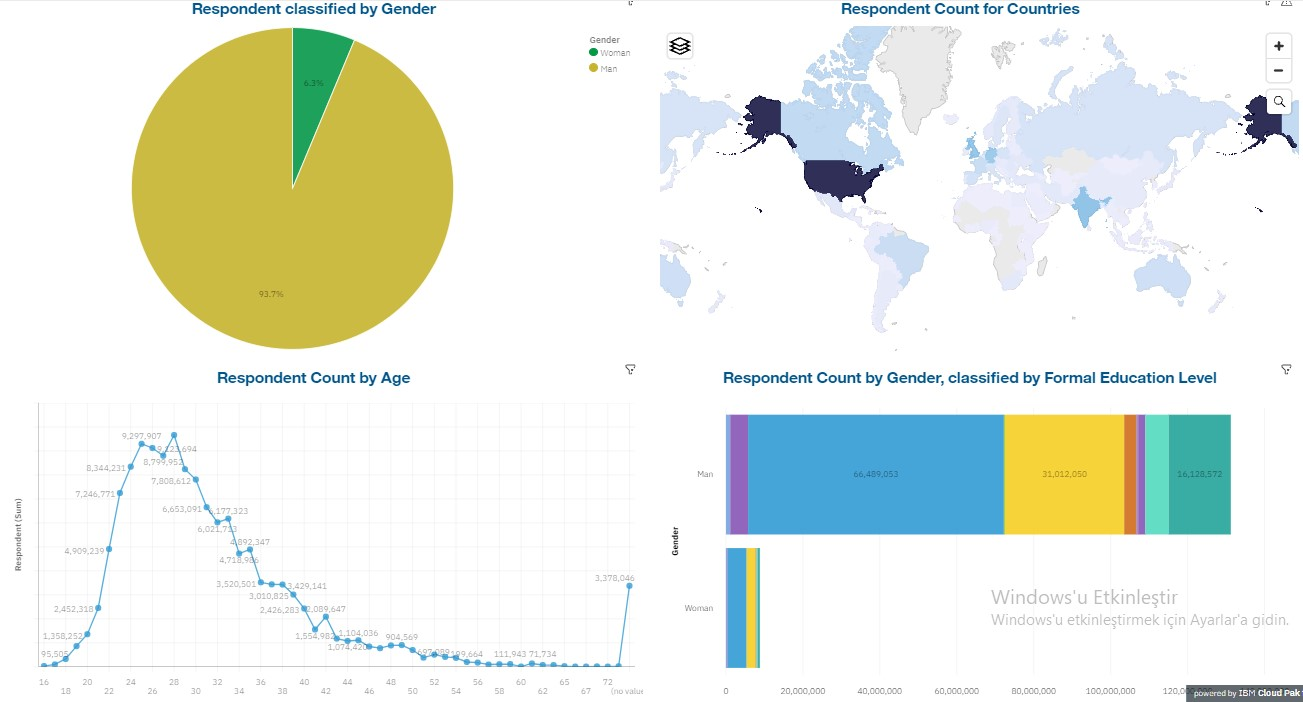 Respondent classified by Gender
Gender
Woman
Man
6.3%
93.7%
Respondent Count for Countries
Respondent Count by Age
Respondent (Sum)
9,297,907
8,344,231
8,799,952
7,246,771
7,808,612
6,653,091
6,177,323
6,021,713
4,909,239
4,892,347
4,718,986
3,520,501
3,429,141
3,010,825
2,426,283
2,089,647
2,452,318
1,358,252
95,505
1,554,982
1,104,036
1,074,420
904,569
111,943
71,734
3,378,046
16 20 24 28 32 36 40 44 48 52 56 60 65 72
18 22 26 30 34 38 42 46 50 54 58 62 67
Respondent Count by Gender, classified by Formal Education Level
Gender
Man
66,489,053
31,012,050
16,128,572
Woman
Windows'u Etkinleştir
Windows'u etkinleştirmek için Ayarlar'a gidin.
0 20,000,000 40,000,000 60,000,000 80,000,000 100,000,000
powered by IBM Cloud Pak